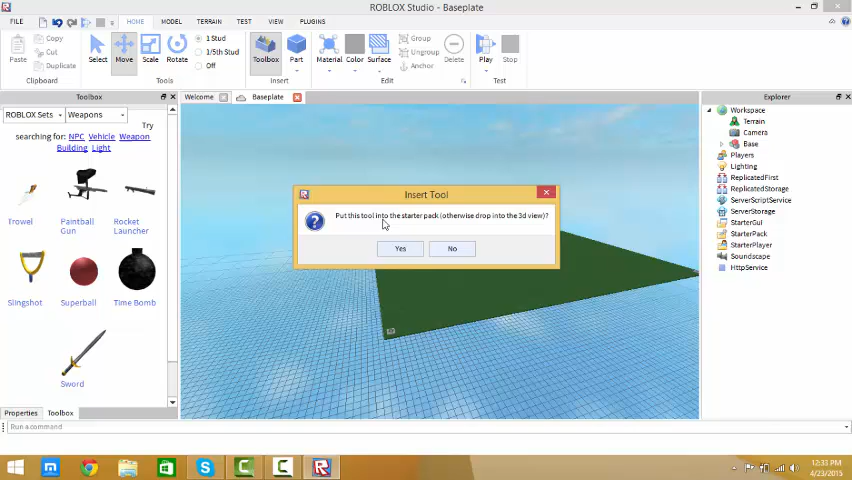 ROBLOX Studio - Baseplate
FILE HOME MODEL TERRAIN TEST VIEW PLUGINS
Paste Copy Cut Duplicate
Select Move Scale Rotate
1 Stud
1/5th Stud
Off
Toolbox Part
Material Color Surface
Group
Ungroup
Anchor
Delete
Play Stop
Clipboard Tools Insert Edit Test
Toolbox
Welcome Baseplate
Explorer
ROBLOX Sets Weapons
Try
searching for: NPC Vehicle Weapon
Building Light
Trowel
Paintball Gun
Rocket Launcher
Slingshot Superball Time Bomb
Sword
Insert Tool
Put this tool into the starter pack (otherwise drop into the 3d view)?
Yes No
Workspace
Terrain
Camera
Base
Players
Lighting
ReplicatedFirst
ReplicatedStorage
ServerScriptService
ServerStorage
StarterGui
StarterPack
StarterPlayer
Soundscape
HttpService
Properties Toolbox
Run a command
12:33 PM
4/23/2015